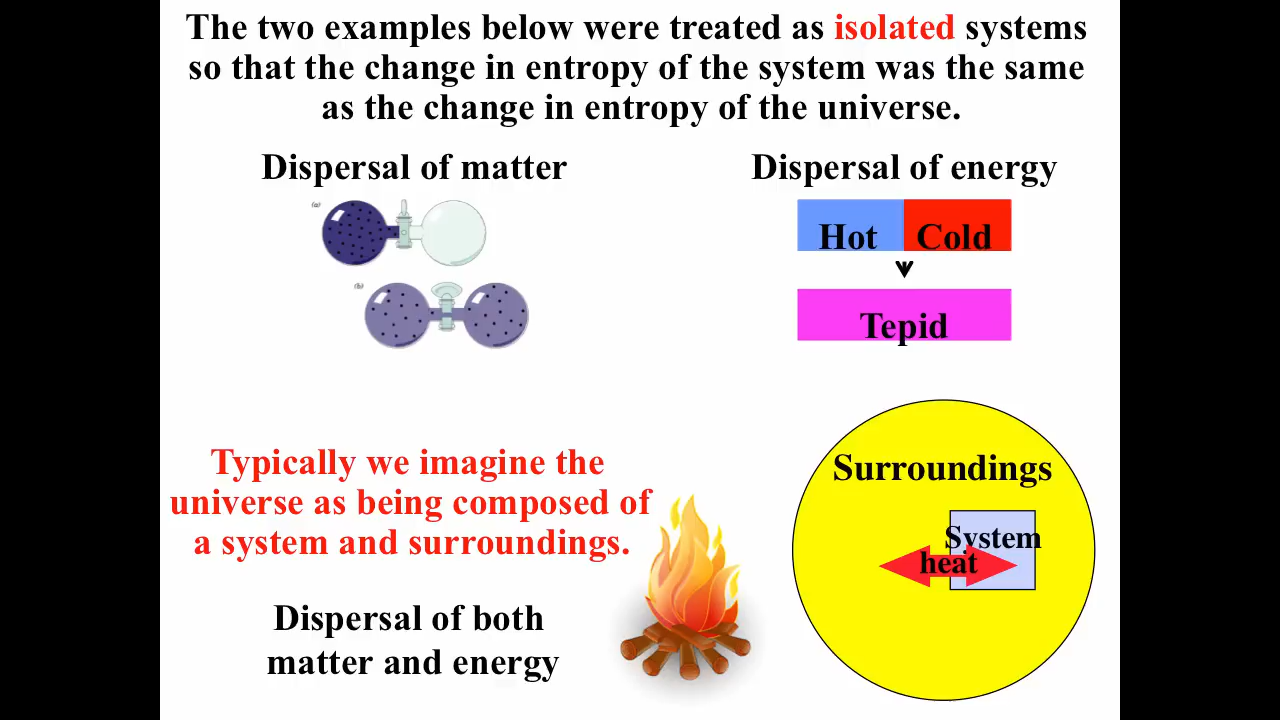 The two examples below were treated as isolated systems
so that the change in entropy of the system was the same
as the change in entropy of the universe.
Dispersal of matter
Dispersal of energy
(a)
Hot
Cold
(b)
Tepid
Typically we imagine the
universe as being composed of
a system and surroundings.
Surroundings
System
heat
Dispersal of both
matter and energy